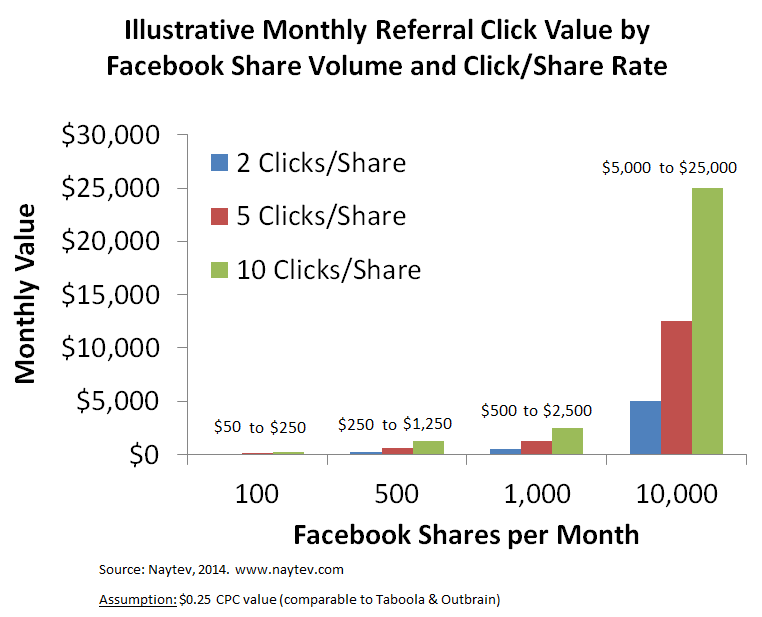 Illustrative Monthly Referral Click Value by
Facebook Share Volume and Click/Share Rate
Monthly Value
$30,000
$25,000
$20,000
$15,000
$10,000
$5,000
$0
2 Clicks/Share
5 Clicks/Share
10 Clicks/Share
$50 to $250
$250 to $1,250
$500 to $2,500
$5,000 to $25,000
100
500
1,000
10,000
Facebook Shares per Month
Source: Naytev, 2014. www.naytev.com
Assumption: $0.25 CPC value (comparable to Taboola & Outbrain)